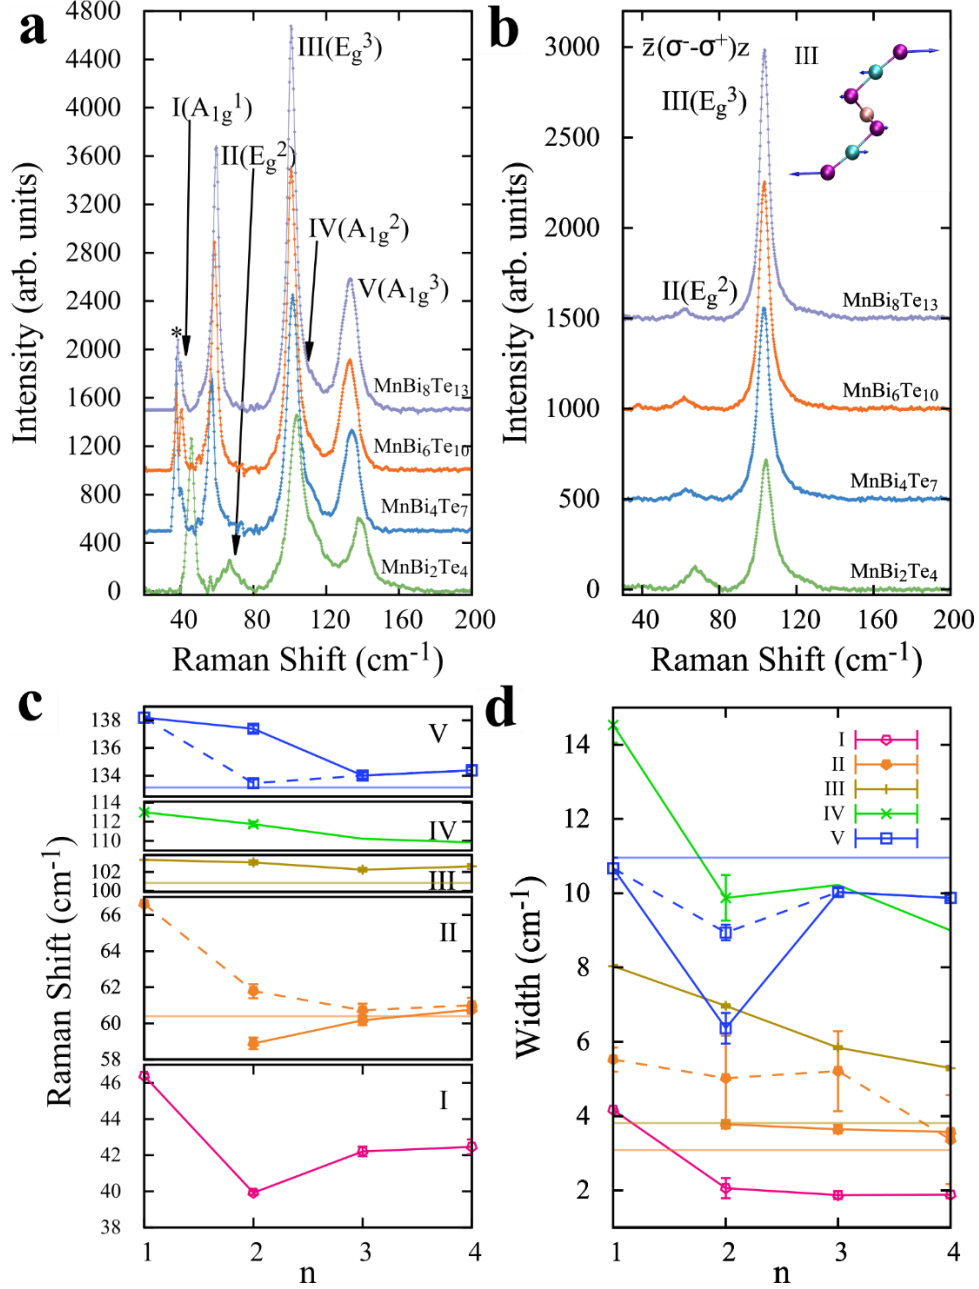 a
4800
4400
4000
3600
3200
2800
2400
2000
1600
1200
800
400
0
Intensity (arb. units)
III(Eg3)
I(A1g1)
II(Eg2)
IV(A1g2)
V(A1g3)
*
MnBi8Te13
MnBi6Te10
MnBi4Te7
MnBi2Te4
40 80 120 160 200
Raman Shift (cm-1)
b
3000
2500
2000
1500
1000
500
0
Intensity (arb. units)
z̄(σ--σ+)z III
III(Eg3)
II(Eg2)
MnBi8Te13
MnBi6Te10
MnBi4Te7
MnBi2Te4
40 80 120 160 200
Raman Shift (cm-1)
c
Raman Shift (cm-1)
138
136
134
V
114
110
IV
102
100
III
66
64
62
60
58
II
46
44
42
40
38
I
1 2 3 4
n
d
Width (cm-1)
14
12
10
8
6
4
2
I
II
III
IV
V
1 2 3 4
n